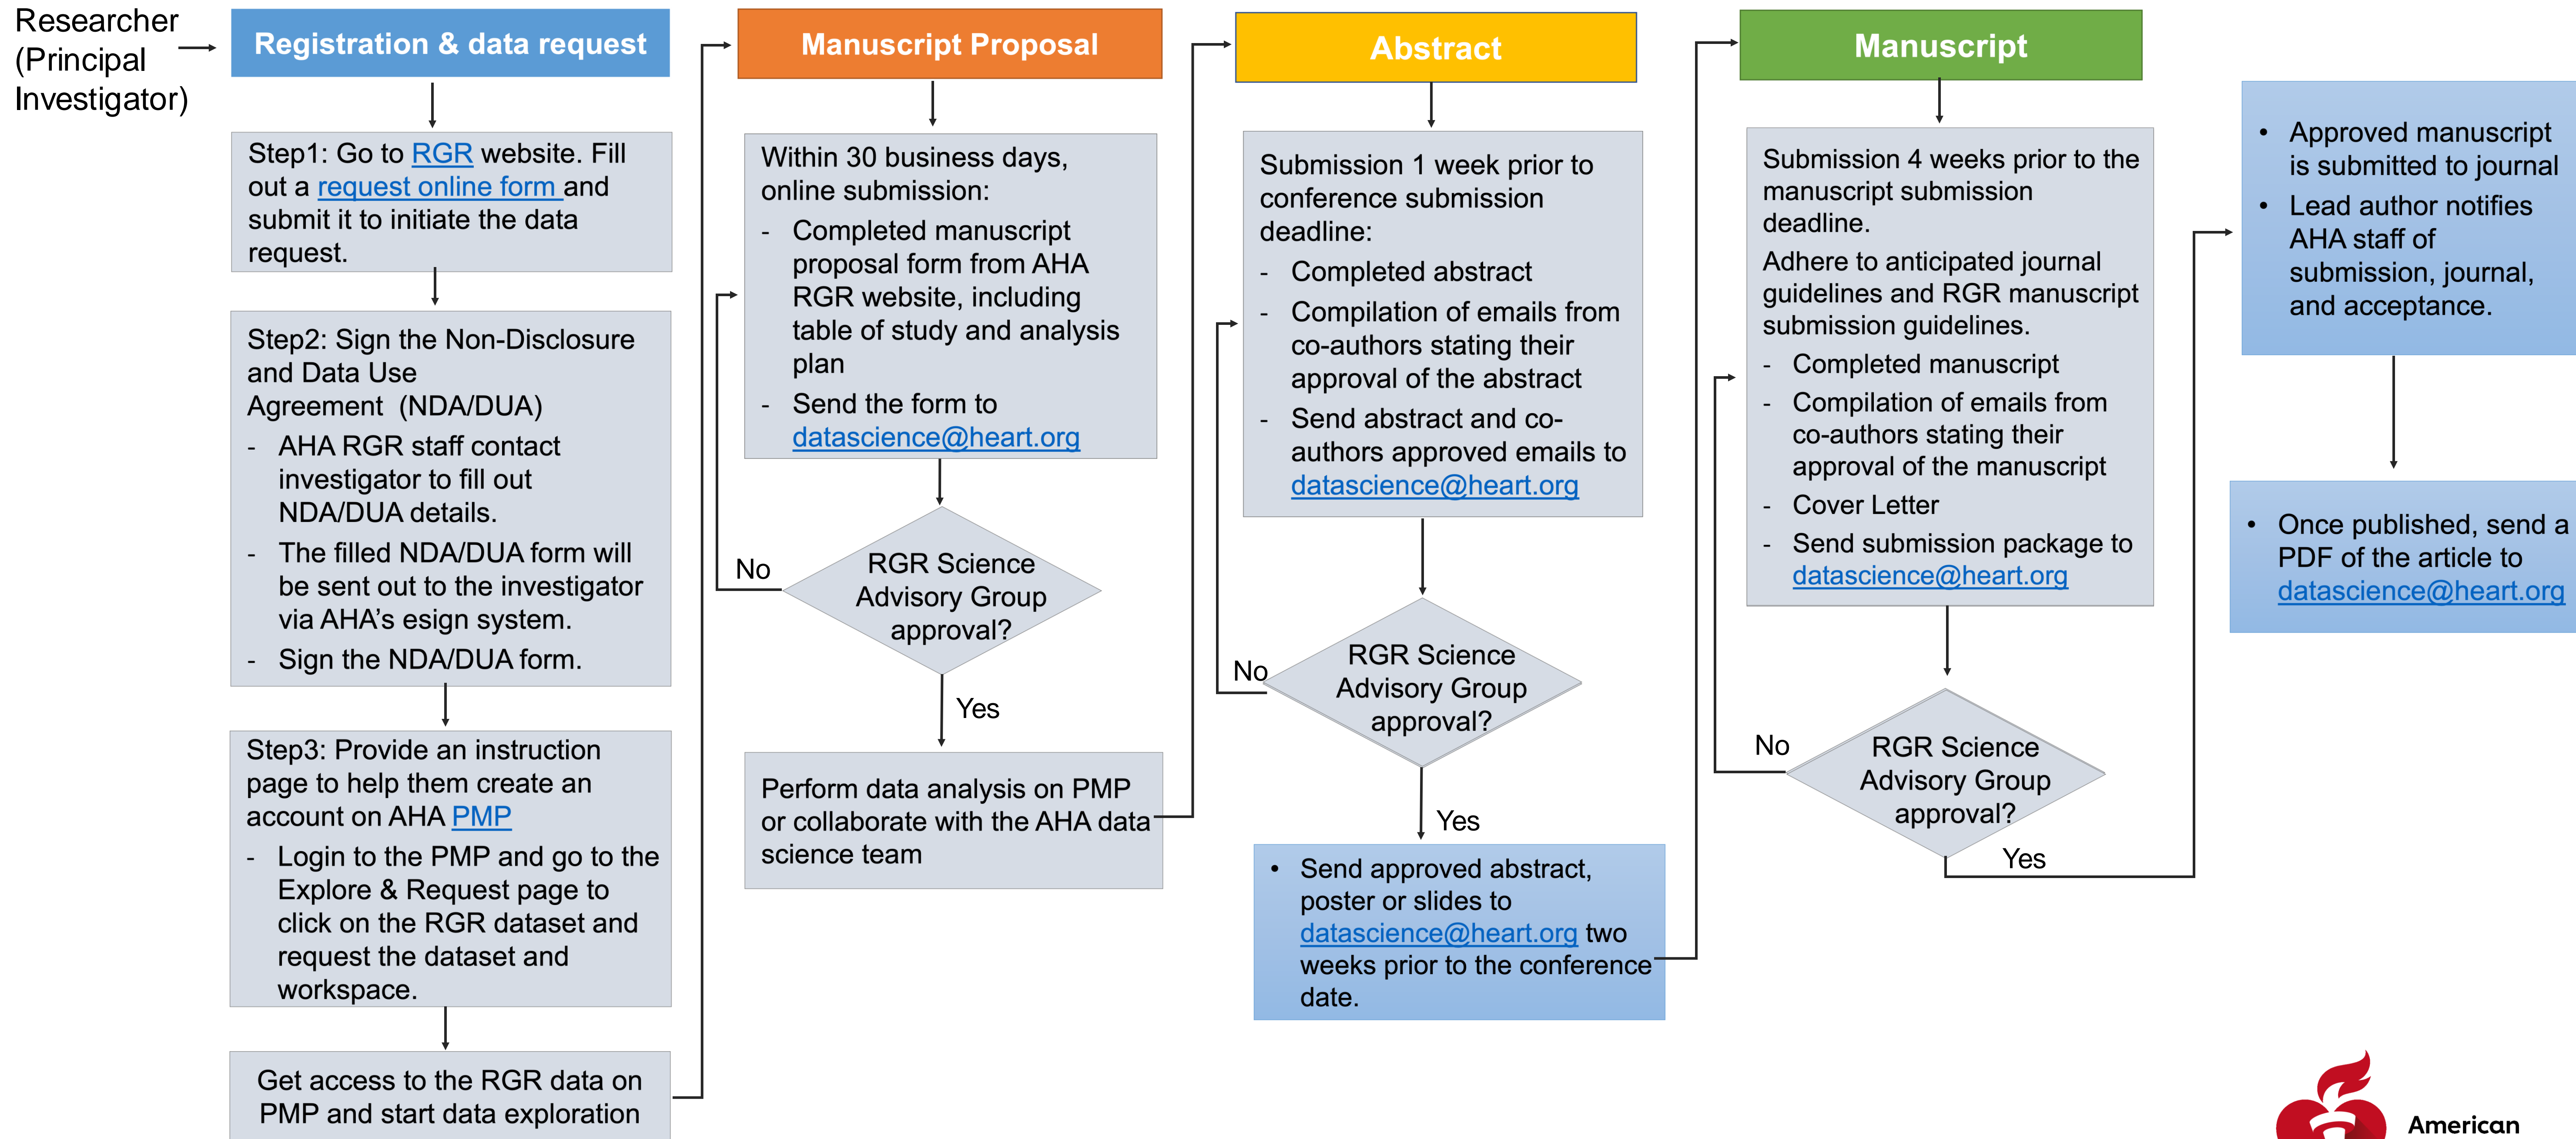 Researcher
(Principal
Investigator)
Registration & data request
Step1: Go to RGR website. Fill
out a request online form and
submit it to initiate the data
request.
Step2: Sign the Non-Disclosure
and Data Use
Agreement (NDA/DUA)
- AHA RGR staff contact
investigator to fill out
NDA/DUA details.
- The filled NDA/DUA form will
be sent out to the investigator
via AHA's esign system.
- Sign the NDA/DUA form.
Step3: Provide an instruction
page to help them create an
account on AHA PMP
- Login to the PMP and go to the
Explore & Request page to
click on the RGR dataset and
request the dataset and
workspace.
Get access to the RGR data on
PMP and start data exploration
Manuscript Proposal
Within 30 business days,
online submission:
- Completed manuscript
proposal form from AHA
RGR website, including
table of study and analysis
plan
- Send the form to
datascience@heart.org
RGR Science
Advisory Group
approval?
No
Yes
Perform data analysis on PMP
or collaborate with the AHA data
science team
Abstract
Submission 1 week prior to
conference submission
deadline:
- Completed abstract
- Compilation of emails from
co-authors stating their
approval of the abstract
- Send abstract and co-
authors approved emails to
datascience@heart.org
RGR Science
Advisory Group
approval?
No
Yes
• Send approved abstract,
poster or slides to
datascience@heart.org two
weeks prior to the conference
date.
Manuscript
Submission 4 weeks prior to the
manuscript submission
deadline.
Adhere to anticipated journal
guidelines and RGR manuscript
submission guidelines.
- Completed manuscript
- Compilation of emails from
co-authors stating their
approval of the manuscript
- Cover Letter
- Send submission package to
datascience@heart.org
RGR Science
Advisory Group
approval?
No
Yes
• Approved manuscript
is submitted to journal
• Lead author notifies
AHA staff of
submission, journal,
and acceptance.
• Once published, send a
PDF of the article to
datascience@heart.org
American